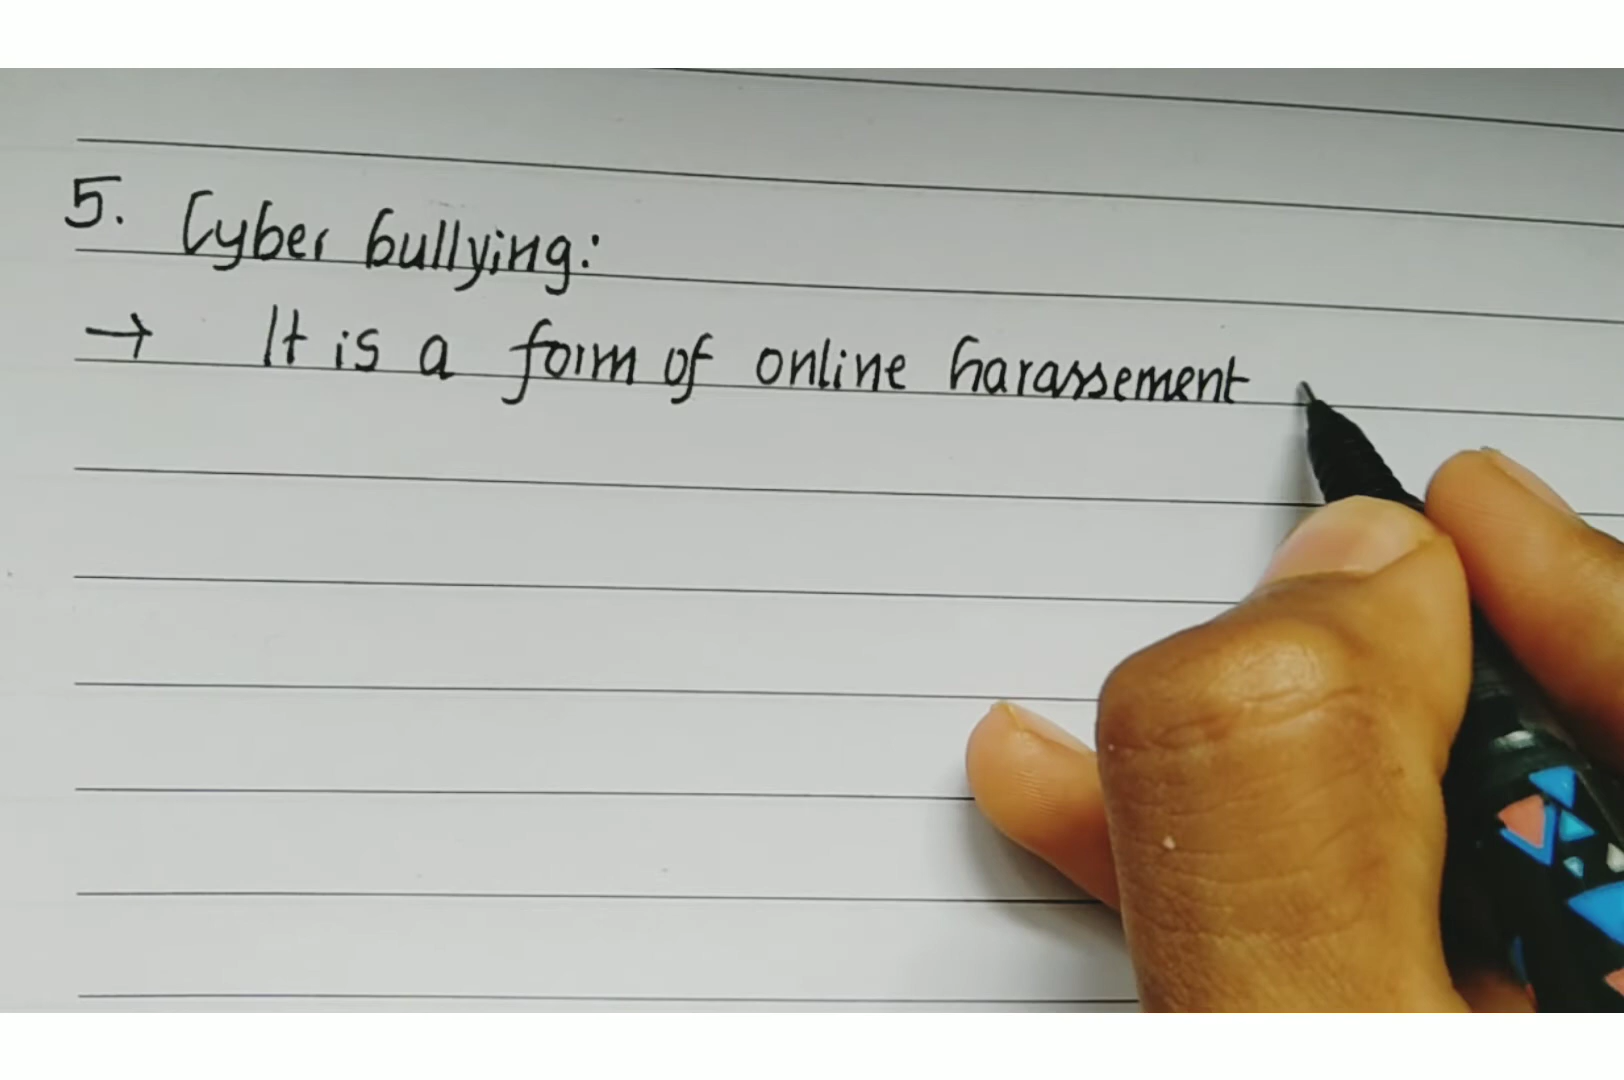 5. Cyber bullying:
→ It is a form of online harassement